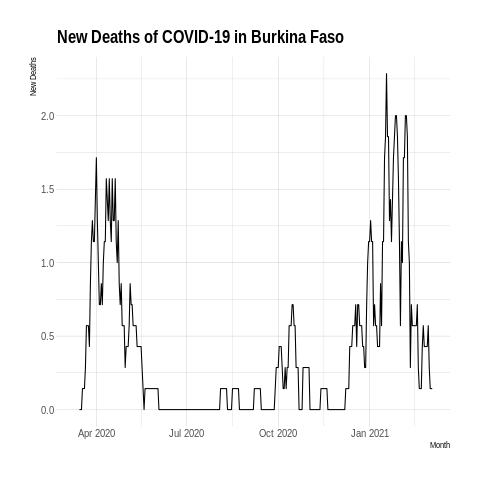 New Deaths of COVID-19 in Burkina Faso
New Deaths
2.0
1.5
1.0
0.5
0.0
Apr 2020 Jul 2020 Oct 2020 Jan 2021
Month